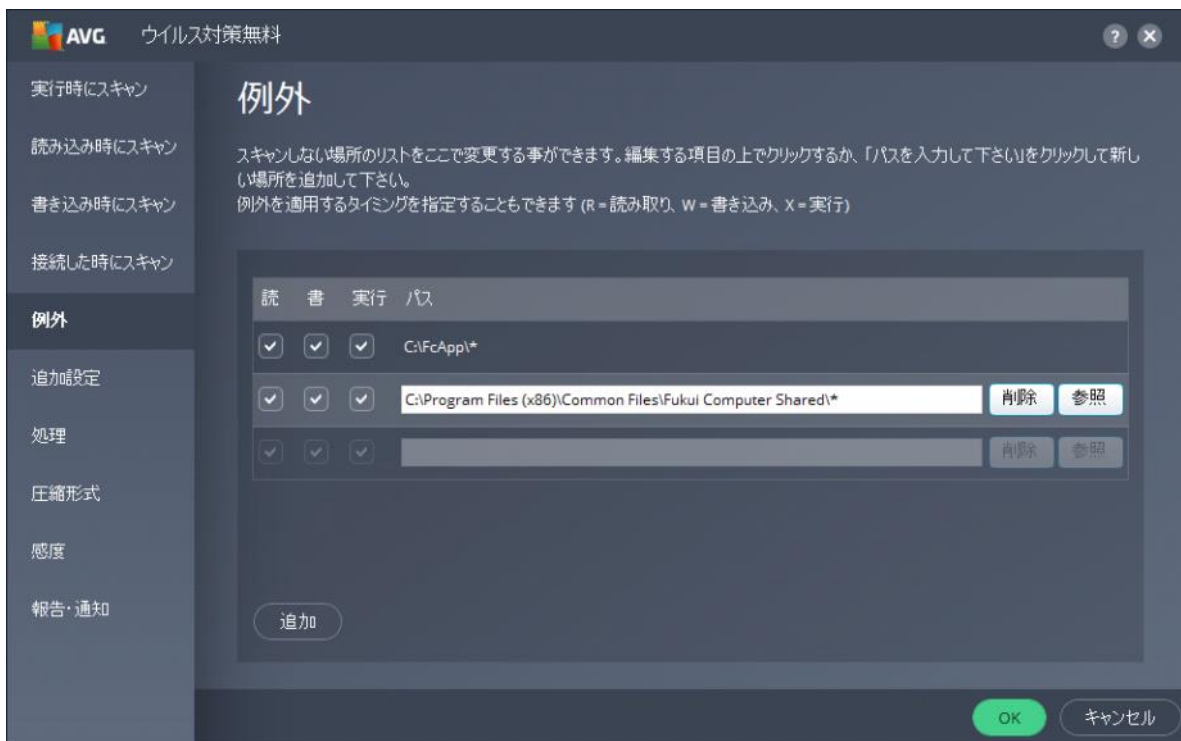 AVG ウイルス対策無料
?
実行時にスキャン
読み込み時にスキャン
書き込み時にスキャン
接続した時にスキャン
例外
追加設定
処理
圧縮形式
感度
報告・通知
例外
スキャンしない場所のリストをここで変更する事ができます。編集する項目の上でクリックするか、「パスを入力して下さい」をクリックして新し
い場所を追加して下さい。
例外を適用するタイミングを指定することもできます (R = 読み取り、W = 書き込み、X = 実行)
読 書 実行 パス
C:\FcApp\*
C:\Program Files (x86)\Common Files\Fukui Computer Shared\* 削除 参照
削除 参照
追加
OK キャンセル